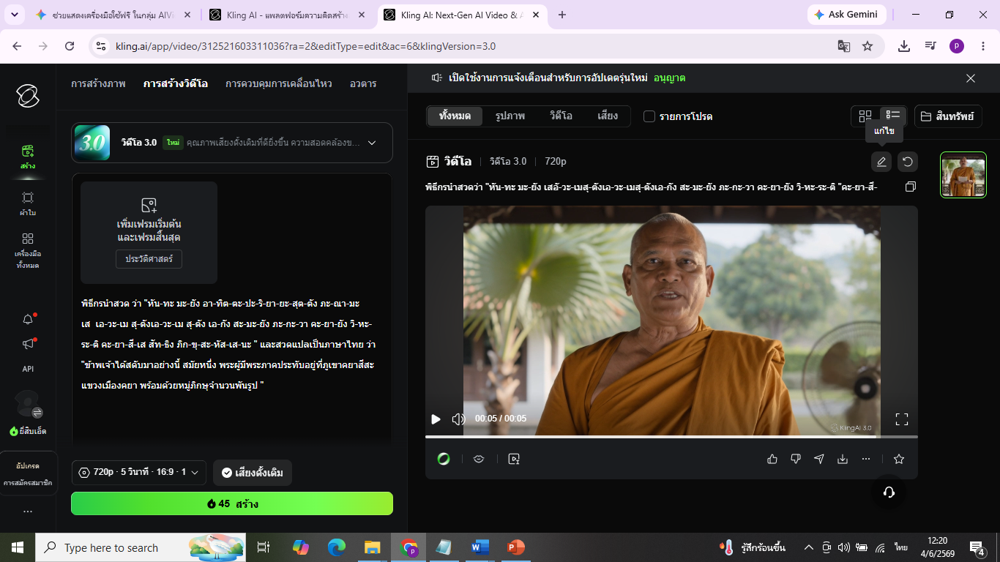 ช่วยแสดงเครื่องมือใช้ฟรี ในกลุ่ม AIVi
Kling AI - แพลตฟอร์มความคิดสร้าง
Kling AI: Next-Gen AI Video & A
Ask Gemini
kling.ai/app/video/312521603311036?ra=2&editType=edit&ac=6&klingVersion=3.0
p
การสร้างภาพ
การสร้างวิดีโอ
การควบคุมการเคลื่อนไหว
อวตาร
เปิดใช้งานการแจ้งเตือนสำหรับการอัปเดตรุ่นใหม่ อนุญาต
3.0
วิดีโอ 3.0
ใหม่
คุณภาพเสียงดั้งเดิมที่ดียิ่งขึ้น ความสอดคล้องข...
ทั้งหมด
รูปภาพ
วิดีโอ
เสียง
รายการโปรด
สินทรัพย์
แก้ไข
สร้าง
ผ้าใบ
เครื่องมือ
ทั้งหมด
API
ยี่สิบเอ็ด
อัปเกรด
การสมัครสมาชิก
...
เพิ่มเฟรมเริ่มต้น
และเฟรมสิ้นสุด
ประวัติศาสตร์
พิธีกรนำสวด ว่า "หัน-ทะ มะ-ยัง อา-ทิต-ตะ-ปะ-ริ-ยา-ยะ-สุต-ตัง ภะ-ณา-มะ
เส เอ-วะ-เม สุ-ตังเอ-วะ-เม สุ-ตัง เอ-กัง สะ-มะ-ยัง ภะ-กะ-วา คะ-ยา-ยัง วิ-หะ-
ระ-ติ คะ-ยา-สี-เส สัท-ธิง ภิก-ขุ-สะ-หัส-เส-นะ " และสวดแปลเป็นภาษาไทย ว่า
"ข้าพเจ้าได้สดับมาอย่างนี้ สมัยหนึ่ง พระผู้มีพระภาคประทับอยู่ที่ภูเขาคยาสีสะ
แขวงเมืองคยา พร้อมด้วยหมู่ภิกษุจำนวนพันรูป "
720p · 5 วินาที · 16:9 · 1
เสียงดั้งเดิม
45 สร้าง
วิดีโอ
วิดีโอ 3.0
720p
พิธีกรนำสวดว่า "หัน-ทะ มะ-ยัง เสอั-วะ-เมสุ-ตังเอ-วะ-เมสุ-ตังเอ-กัง สะ-มะ-ยัง ภะ-กะ-วา คะ-ยา-ยัง วิ-หะ-ระ-ติ "คะ-ยา-สี-
00:05 / 00:05
KlingAI 3.0
Type here to search
รู้สึกร้อนขึ้น
ไทย
12:20
4/6/2569
4